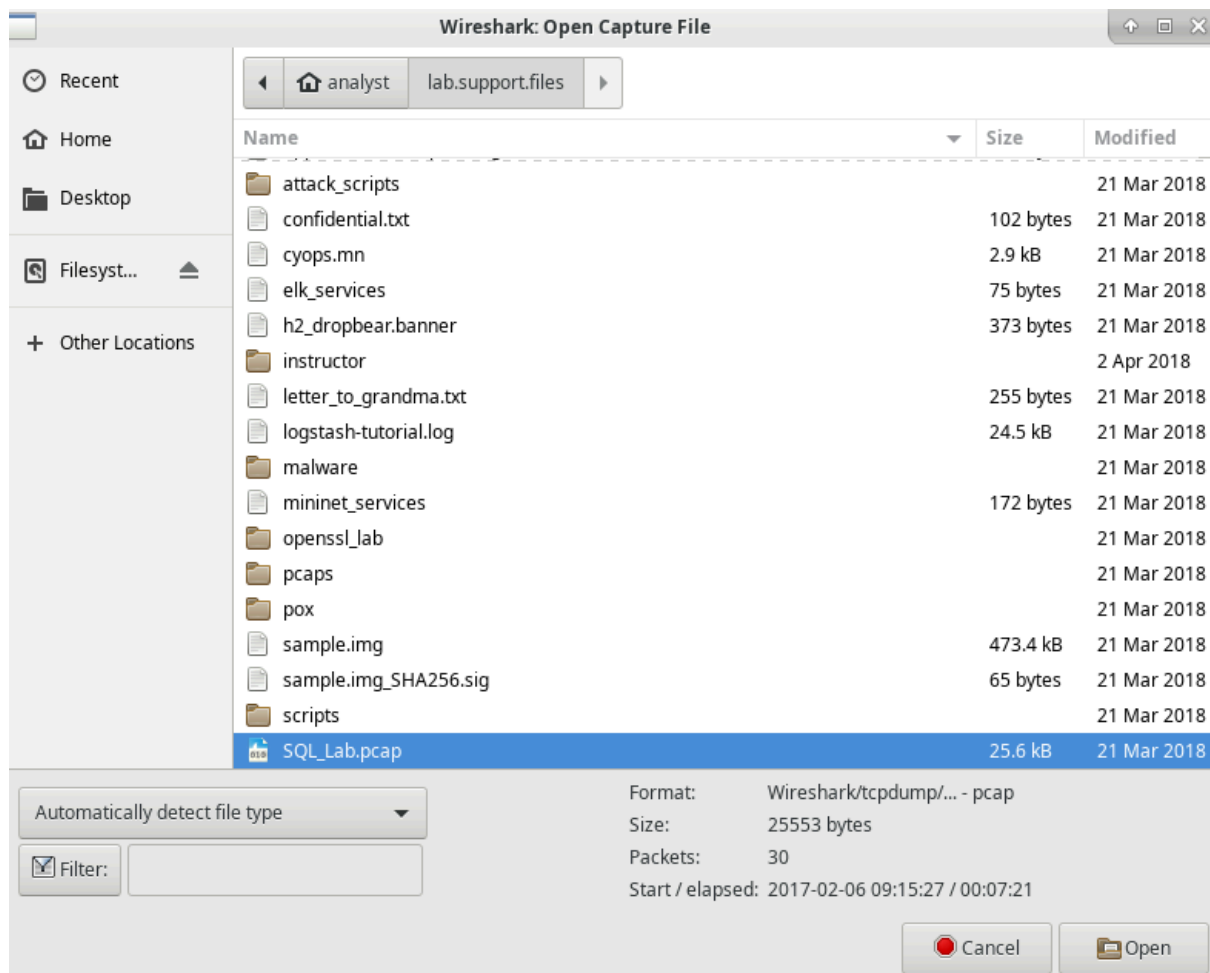 Wireshark: Open Capture File
Recent
Home
Desktop
Filesyst...
Other Locations
analyst lab.support.files
Name Size Modified
attack_scripts 21 Mar 2018
confidential.txt 102 bytes 21 Mar 2018
cyops.mn 2.9 kB 21 Mar 2018
elk_services 75 bytes 21 Mar 2018
h2_dropbear.banner 373 bytes 21 Mar 2018
instructor 2 Apr 2018
letter_to_grandma.txt 255 bytes 21 Mar 2018
logstash-tutorial.log 24.5 kB 21 Mar 2018
malware 21 Mar 2018
mininet_services 172 bytes 21 Mar 2018
openssl_lab 21 Mar 2018
pcaps 21 Mar 2018
pox 21 Mar 2018
sample.img 473.4 kB 21 Mar 2018
sample.img_SHA256.sig 65 bytes 21 Mar 2018
scripts 21 Mar 2018
SQL_Lab.pcap 25.6 kB 21 Mar 2018
Automatically detect file type
Filter:
Format: Wireshark/tcpdump/... - pcap
Size: 25553 bytes
Packets: 30
Start / elapsed: 2017-02-06 09:15:27 / 00:07:21
Cancel Open